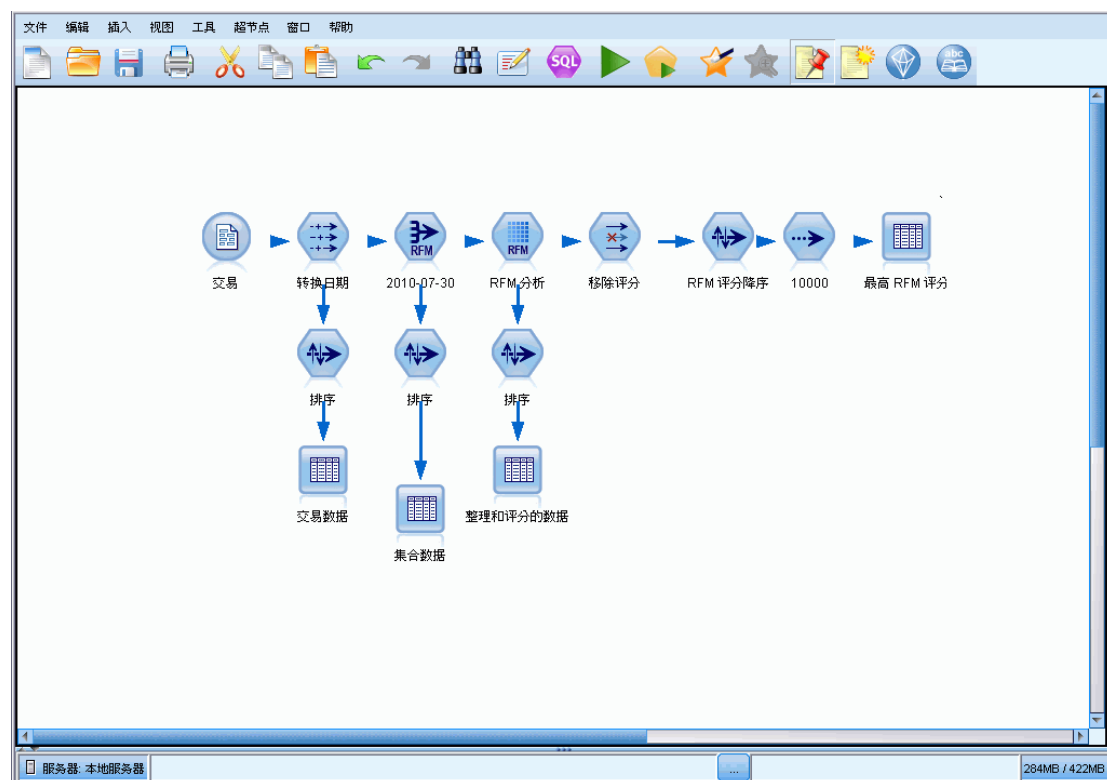 文件 编辑 插入 视图 工具 超节点 窗口 帮助
SQL
abc
RFM
RFM
交易 转换日期 2010-07-30 RFM 分析 移除评分 RFM 评分降序 10000 最高 RFM 评分
排序 排序 排序
交易数据 整理和评分的数据
集合数据
服务器: 本地服务器 ... 284MB / 422MB